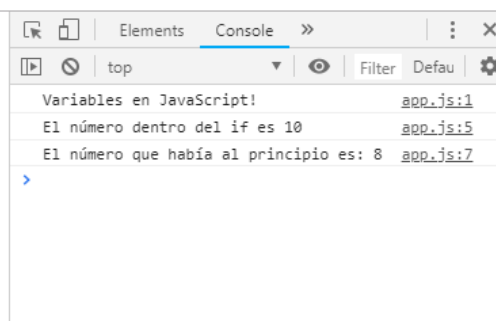 Elements Console »
top Filter Defau
Variables en JavaScript! app.js:1
El número dentro del if es 10 app.js:5
El número que había al principio es: 8 app.js:7